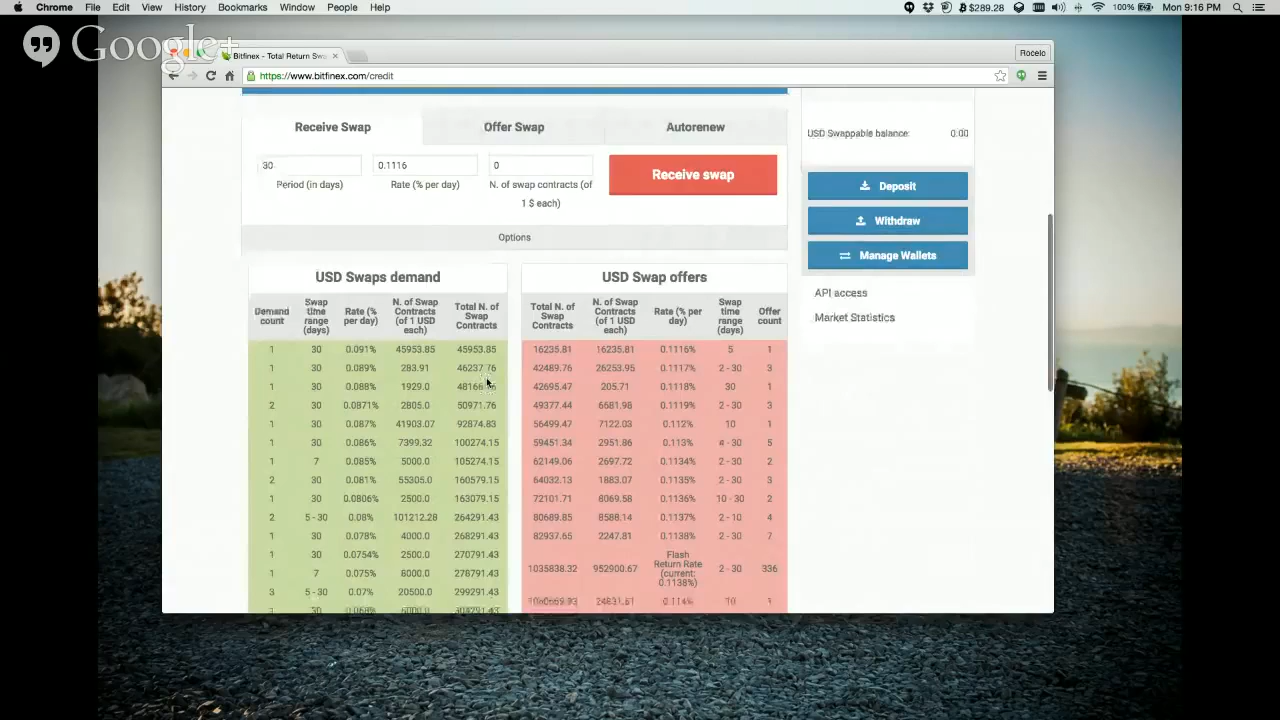 Chrome File Edit View History Bookmarks Window People Help
$289.28 100% Mon 9:16 PM
Google+
Bitfinex - Total Return Swa
Rocelo
https://www.bitfinex.com/credit
Receive Swap Offer Swap Autorenew
30 0.1116 0 Receive swap
Period (in days) Rate (% per day) N. of swap contracts (of
1 $ each)
Options
USD Swappable balance: 0.00
Deposit
Withdraw
Manage Wallets
API access
Market Statistics
USD Swaps demand
Demand count Swap time range (days) Rate (% per day) N. of Swap Contracts (of 1 USD each) Total N. of Swap Contracts
1 30 0.091% 45953.85 45953.85
1 30 0.089% 283.91 46237.76
1 30 0.088% 1929.0
2 30 0.0871% 2805.0 50971.76
1 30 0.087% 41903.07 92874.83
1 30 0.086% 7399.32 100274.15
1 7 0.085% 5000.0 105274.15
2 30 0.081% 55305.0 160579.15
1 30 0.0806% 2500.0 163079.15
2 5 - 30 0.08% 101212.28 264291.43
1 30 0.078% 4000.0 268291.43
1 30 0.0754% 2500.0 270791.43
1 7 0.075% 8000.0 278791.43
3 5 - 30 0.07% 20500.0 299291.43
USD Swap offers
Total N. of Swap Contracts N. of Swap Contracts (of 1 USD each) Rate (% per day) Swap time range (days) Offer count
16235.81 16235.81 0.1116% 5 1
42489.76 26253.95 0.1117% 2 - 30 3
42695.47 205.71 0.1118% 30 1
49377.44 6681.98 0.1119% 2 - 30 3
56499.47 7122.03 0.112% 10 1
59451.34 2951.86 0.113% 4 - 30 5
62149.06 2697.72 0.1134% 2 - 30 2
64032.13 1883.07 0.1135% 2 - 30 3
72101.71 8069.58 0.1136% 10 - 30 2
80689.85 8588.14 0.1137% 2 - 10 4
82937.65 2247.81 0.1138% 2 - 30 7
1035838.32 952900.67 Flash Return Rate (current: 0.1138%) 2 - 30 336